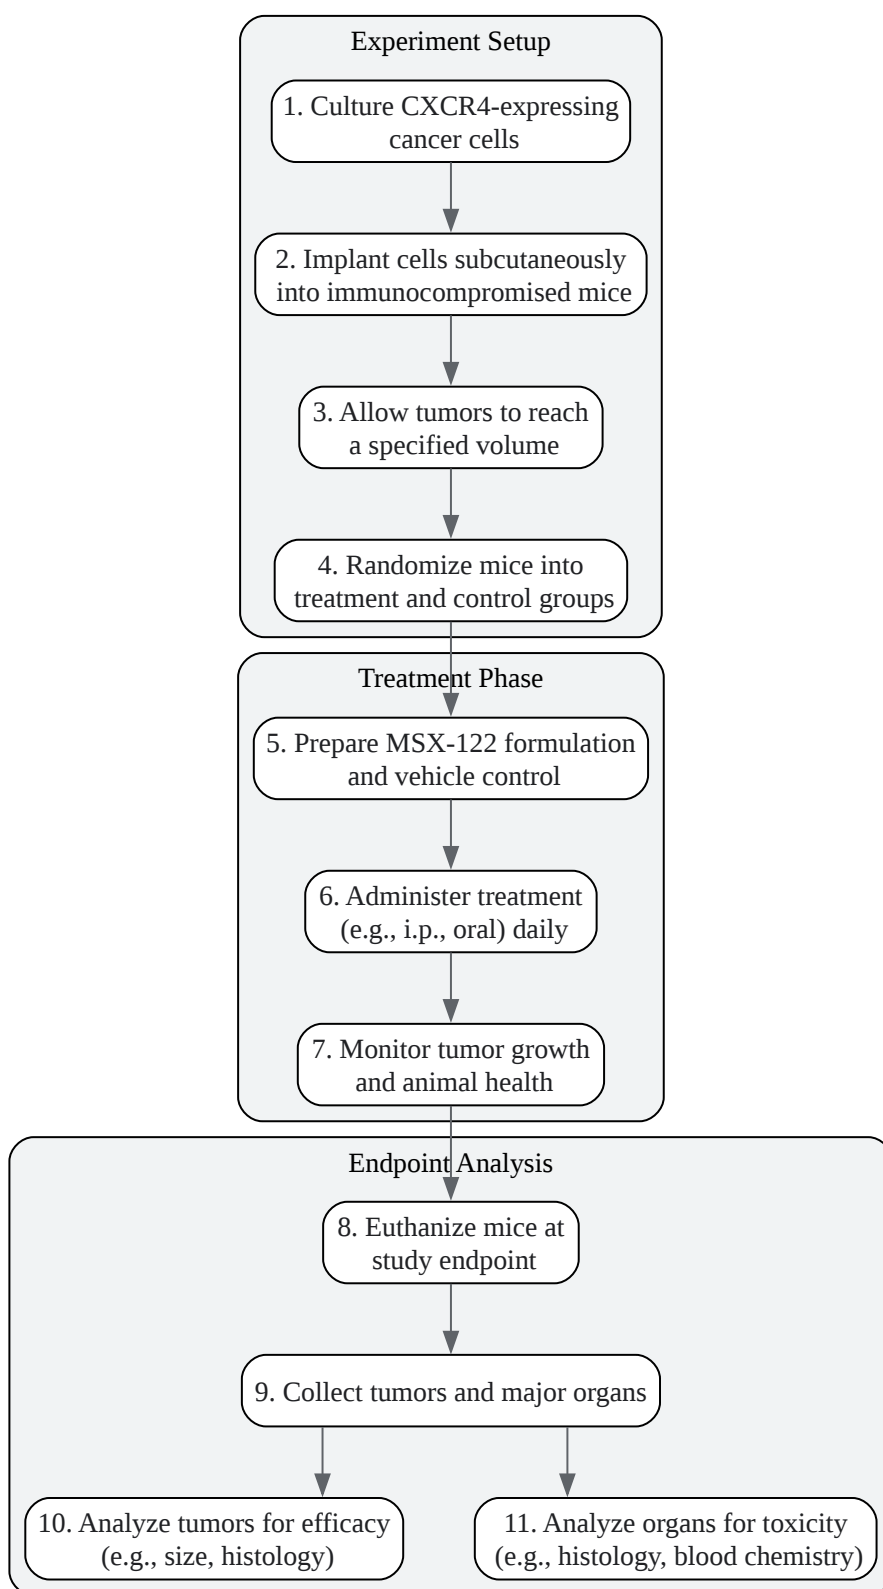 Experiment Setup
1. Culture CXCR4-expressing
cancer cells
2. Implant cells subcutaneously
into immunocompromised mice
3. Allow tumors to reach
a specified volume
4. Randomize mice into
treatment and control groups
Treatment Phase
5. Prepare MSX-122 formulation
and vehicle control
6. Administer treatment
(e.g., i.p., oral) daily
7. Monitor tumor growth
and animal health
Endpoint Analysis
8. Euthanize mice at
study endpoint
9. Collect tumors and major organs
10. Analyze tumors for efficacy
(e.g., size, histology)
11. Analyze organs for toxicity
(e.g., histology, blood chemistry)